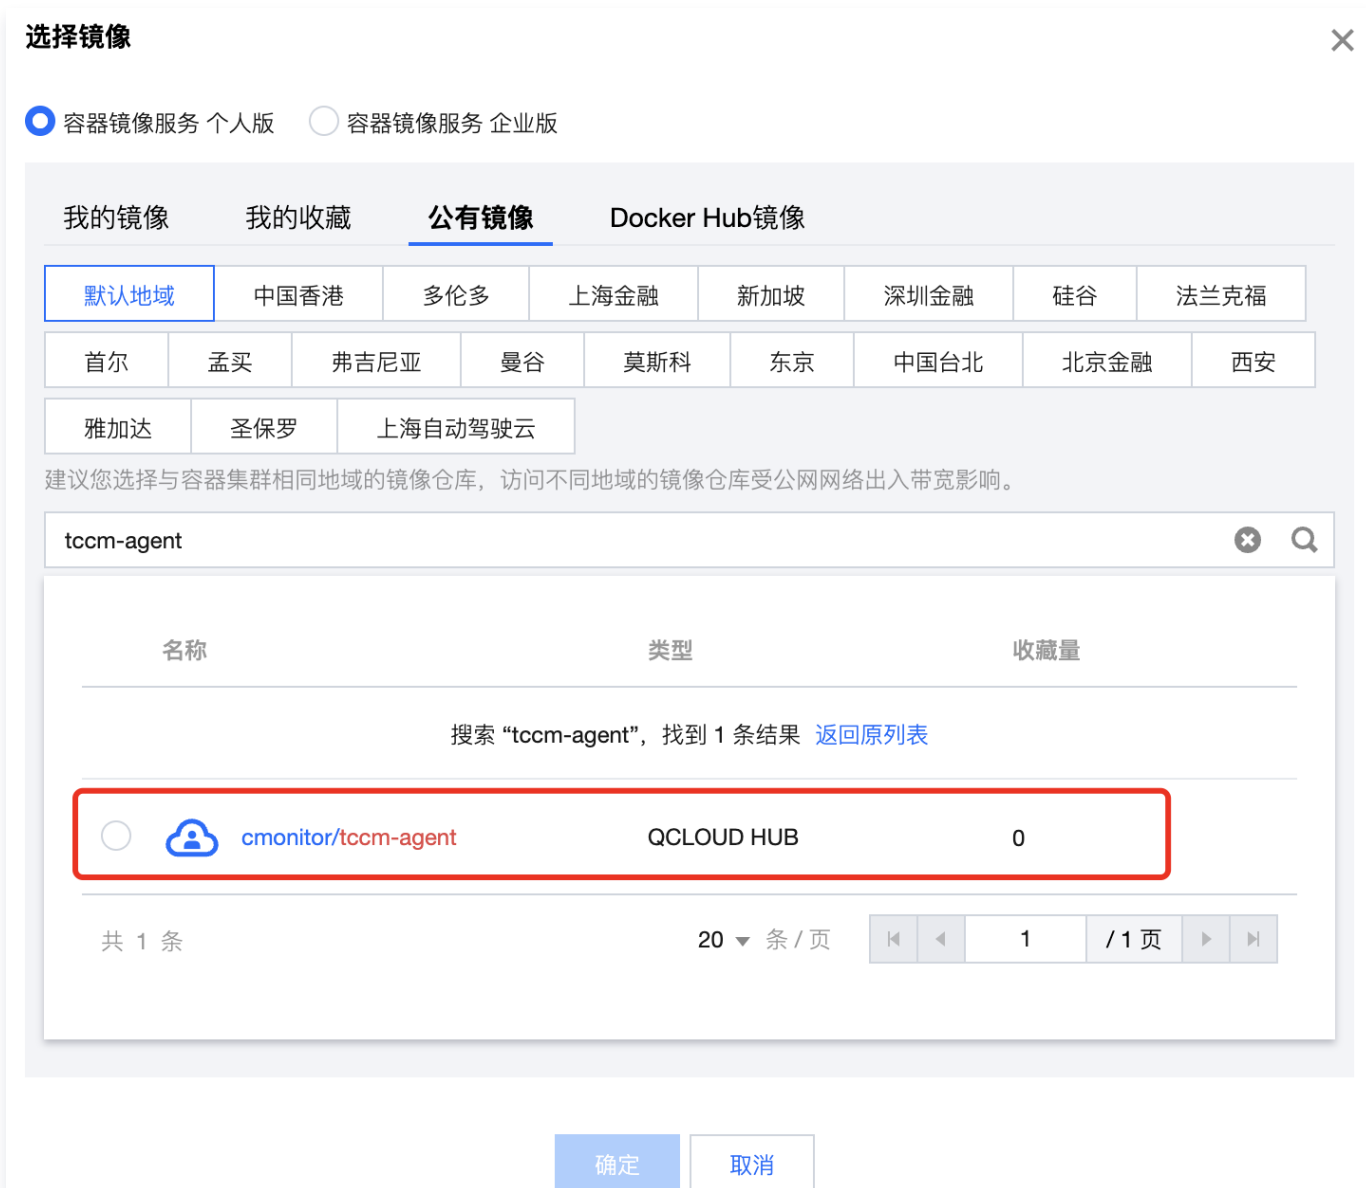 选择镜像
容器镜像服务 个人版 容器镜像服务 企业版
我的镜像 我的收藏 公有镜像 Docker Hub镜像
默认地域 中国香港 多伦多 上海金融 新加坡 深圳金融 硅谷 法兰克福
首尔 孟买 弗吉尼亚 曼谷 莫斯科 东京 中国台北 北京金融 西安
雅加达 圣保罗 上海自动驾驶云
建议您选择与容器集群相同地域的镜像仓库，访问不同地域的镜像仓库受公网网络出入带宽影响。
tccm-agent
名称 类型 收藏量
搜索 “tccm-agent”，找到 1 条结果 返回原列表
cmonitor/tccm-agent QCLOUD HUB 0
共 1 条 20 条 / 页 1 / 1 页
确定 取消